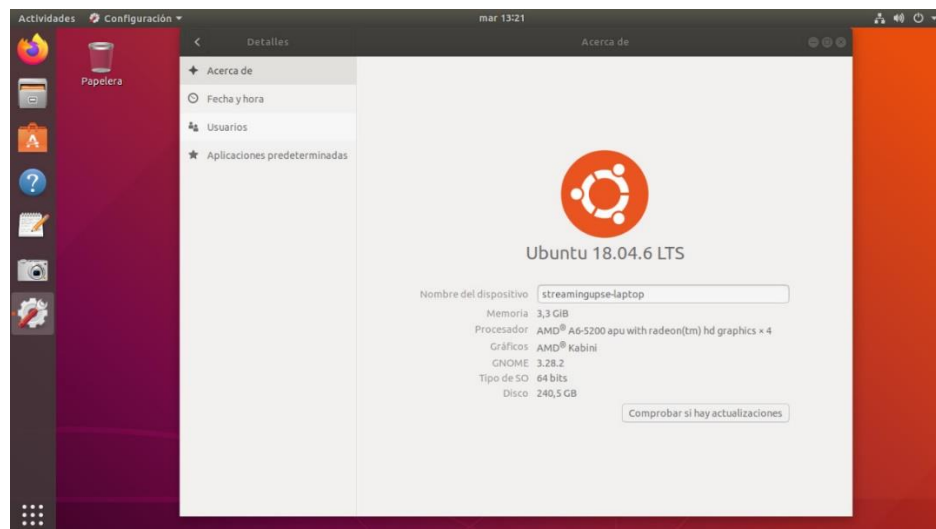 Actividades Configuración mar 13:21
Papelera
Detalles Acerca de
Acerca de
Fecha y hora
Usuarios
Aplicaciones predeterminadas
Ubuntu 18.04.6 LTS
Nombre del dispositivo streamingupse-laptop
Memoria 3,3 GiB
Procesador AMD® A6-5200 apu with radeon(tm) hd graphics × 4
Gráficos AMD® Kabini
GNOME 3.28.2
Tipo de SO 64 bits
Disco 240,5 GB
Comprobar si hay actualizaciones